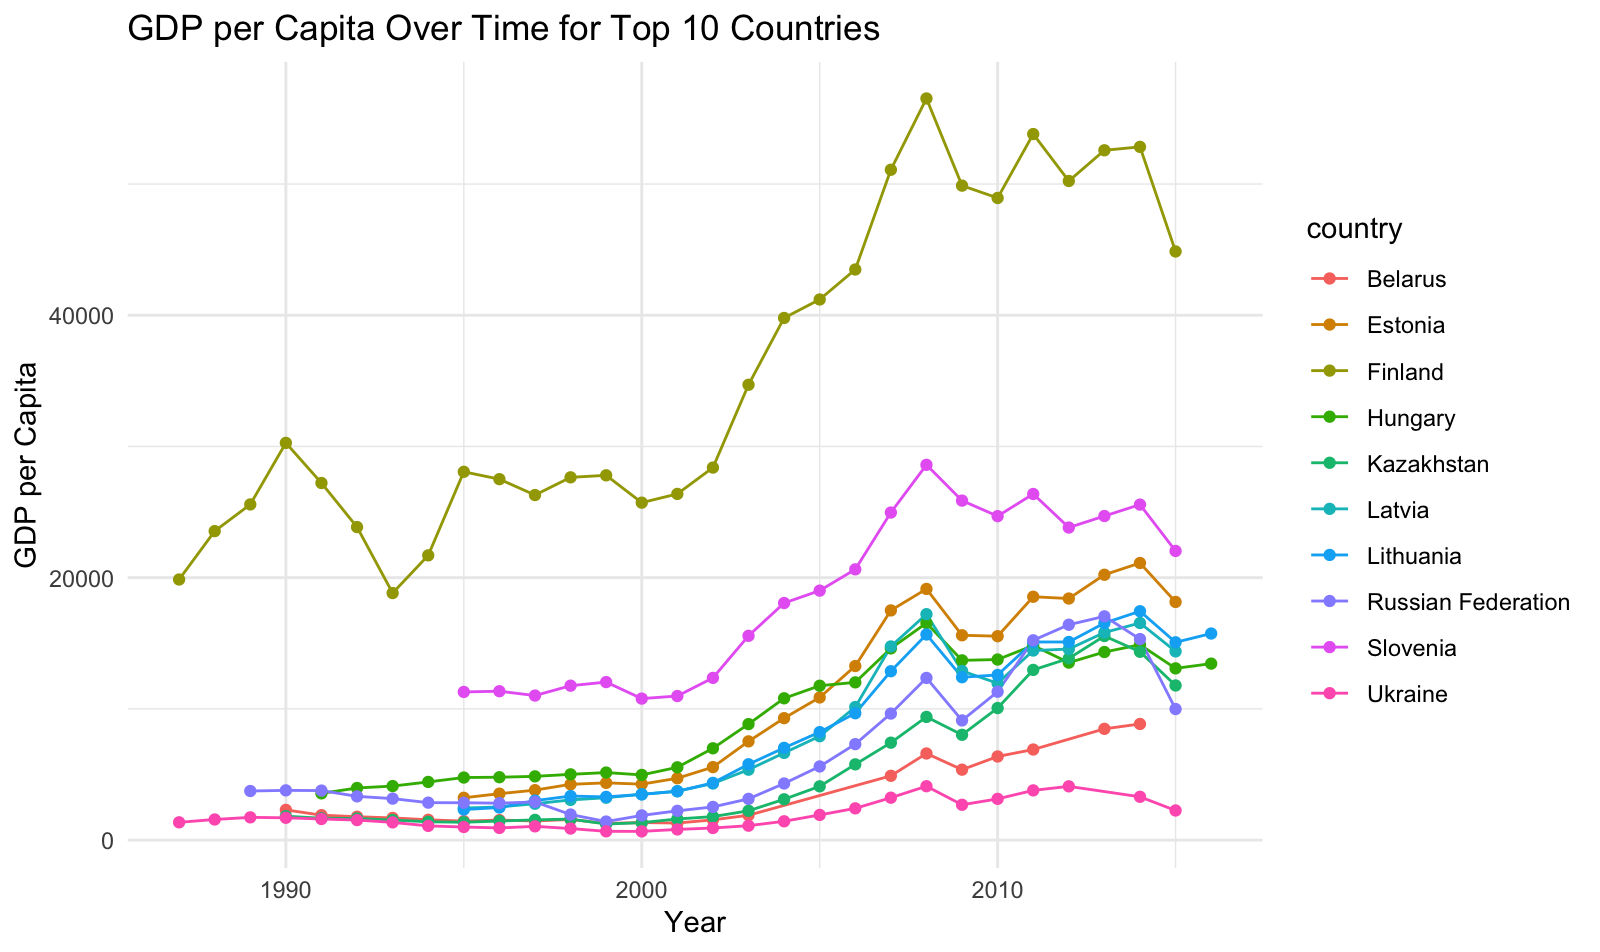 GDP per Capita Over Time for Top 10 Countries
GDP per Capita
40000
20000
0
1990 2000 2010
Year
country
Belarus
Estonia
Finland
Hungary
Kazakhstan
Latvia
Lithuania
Russian Federation
Slovenia
Ukraine